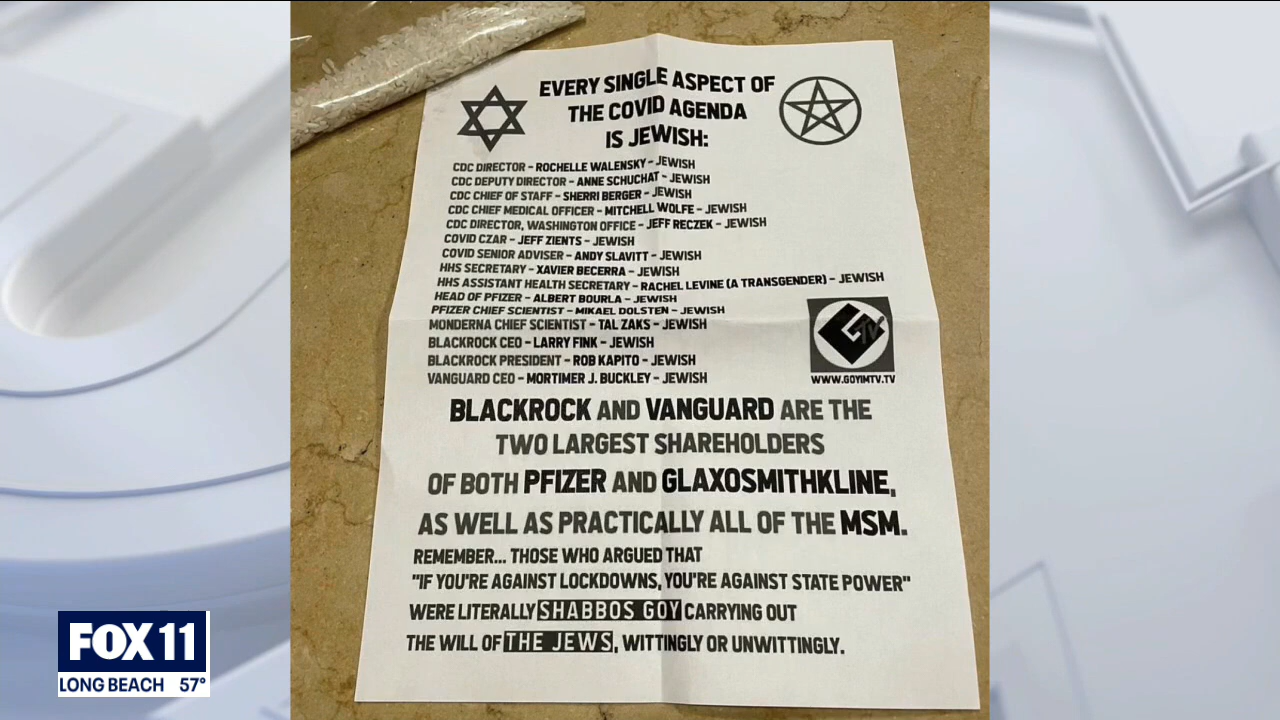 EVERY SINGLE ASPECT OF
THE COVID AGENDA
IS JEWISH:
CDC DIRECTOR - ROCHELLE WALENSKY - JEWISH
CDC DEPUTY DIRECTOR - ANNE SCHUCHAT - JEWISH
CDC CHIEF OF STAFF - SHERRI BERGER - JEWISH
CDC CHIEF MEDICAL OFFICER - MITCHELL WOLFE - JEWISH
CDC DIRECTOR, WASHINGTON OFFICE - JEFF RECZEK - JEWISH
COVID CZAR - JEFF ZIENTS - JEWISH
COVID SENIOR ADVISER - ANDY SLAVITT - JEWISH
HHS SECRETARY - XAVIER BECERRA - JEWISH
HHS ASSISTANT HEALTH SECRETARY - RACHEL LEVINE (A TRANSGENDER) - JEWISH
HEAD OF PFIZER - ALBERT BOURLA - JEWISH
PFIZER CHIEF SCIENTIST - MIKAEL DOLSTEN - JEWISH
MONDERNA CHIEF SCIENTIST - TAL ZAKS - JEWISH
BLACKROCK CEO - LARRY FINK - JEWISH
BLACKROCK PRESIDENT - ROB KAPITO - JEWISH
VANGUARD CEO - MORTIMER J. BUCKLEY - JEWISH
TV
WWW.GOYIMTV.TV
BLACKROCK AND VANGUARD ARE THE
TWO LARGEST SHAREHOLDERS
OF BOTH PFIZER AND GLAXOSMITHKLINE,
AS WELL AS PRACTICALLY ALL OF THE MSM.
REMEMBER... THOSE WHO ARGUED THAT
"IF YOU'RE AGAINST LOCKDOWNS, YOU'RE AGAINST STATE POWER"
WERE LITERALLY SHABBOS GOY CARRYING OUT
THE WILL OF THE JEWS, WITTINGLY OR UNWITTINGLY.
FOX 11
LONG BEACH 57°